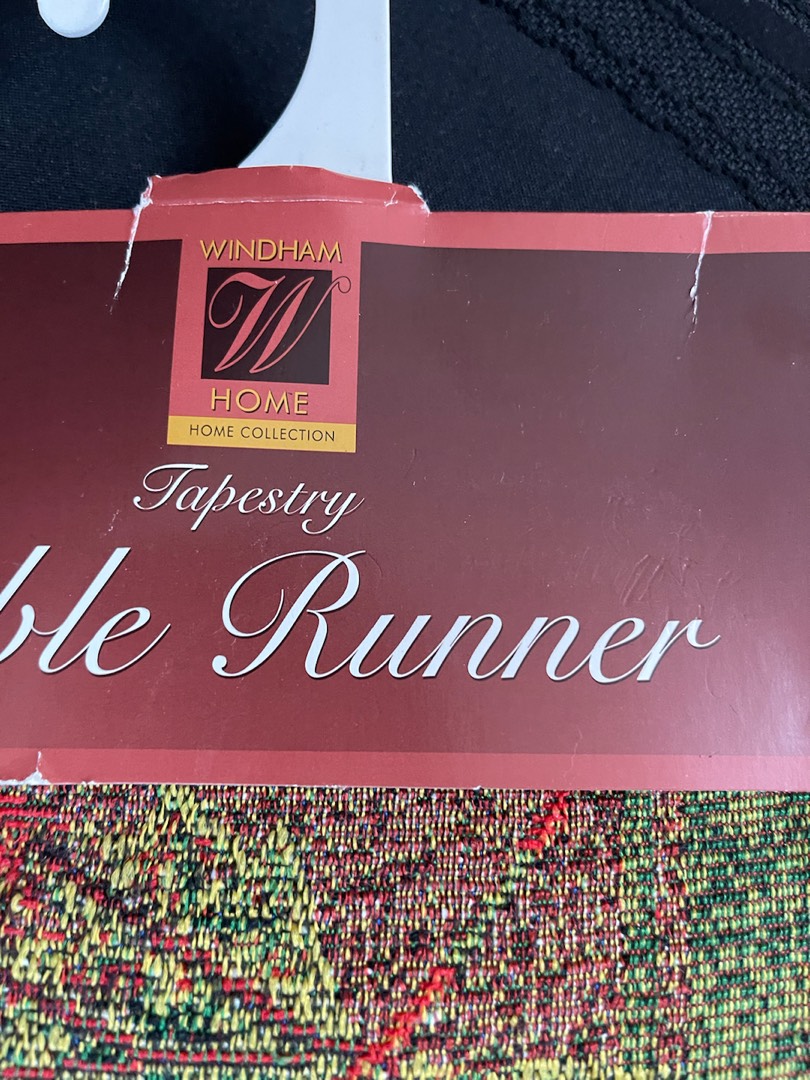 WINDHAM
W
HOME
HOME COLLECTION
Tapestry
ble Runner